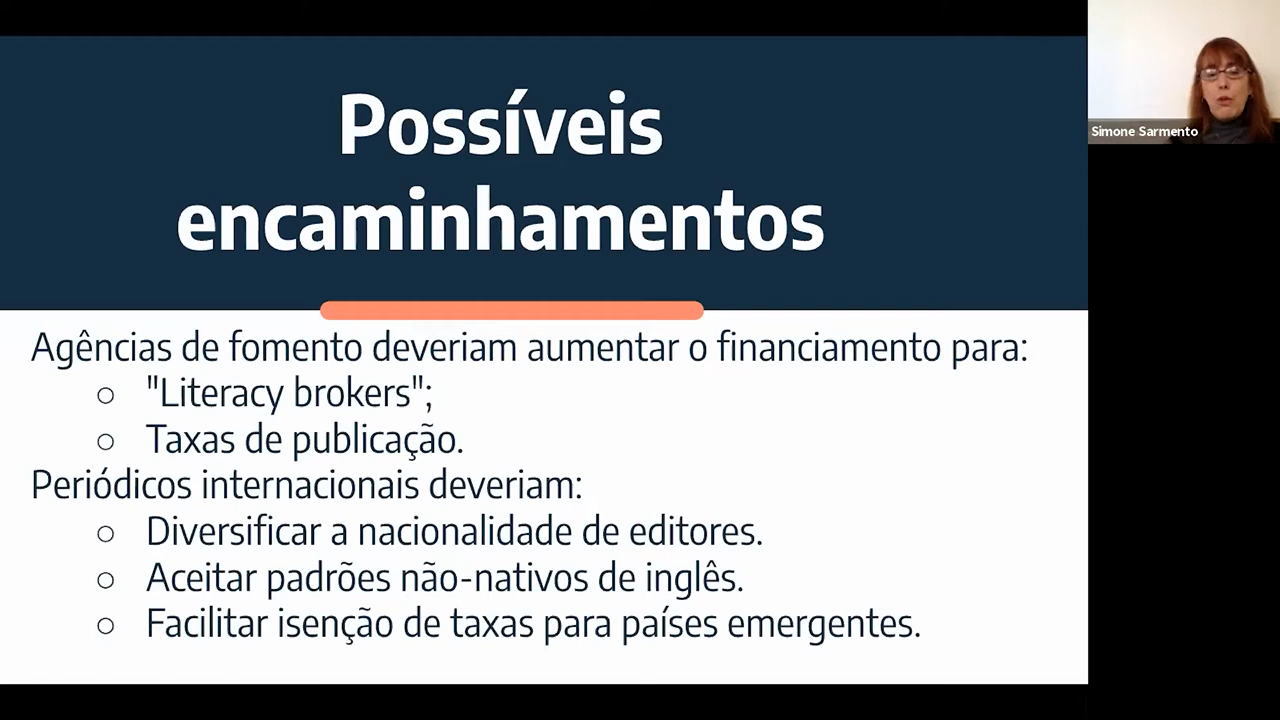 Possíveis
encaminhamentos
Agências de fomento deveriam aumentar o financiamento para:
○ "Literacy brokers";
○ Taxas de publicação.
Periódicos internacionais deveriam:
○ Diversificar a nacionalidade de editores.
○ Aceitar padrões não-nativos de inglês.
○ Facilitar isenção de taxas para países emergentes.
Simone Sarmento